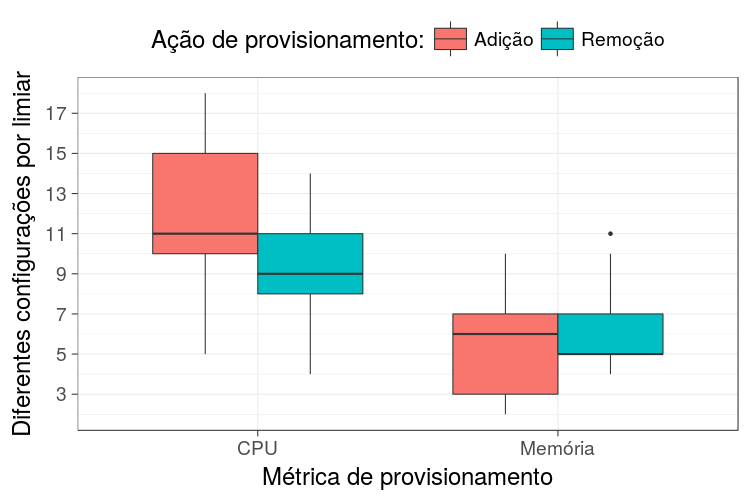 Ação de provisionamento: Adição Remoção
Diferentes configurações por limiar
17
15
13
11
9
7
5
3
CPU Memória
Métrica de provisionamento